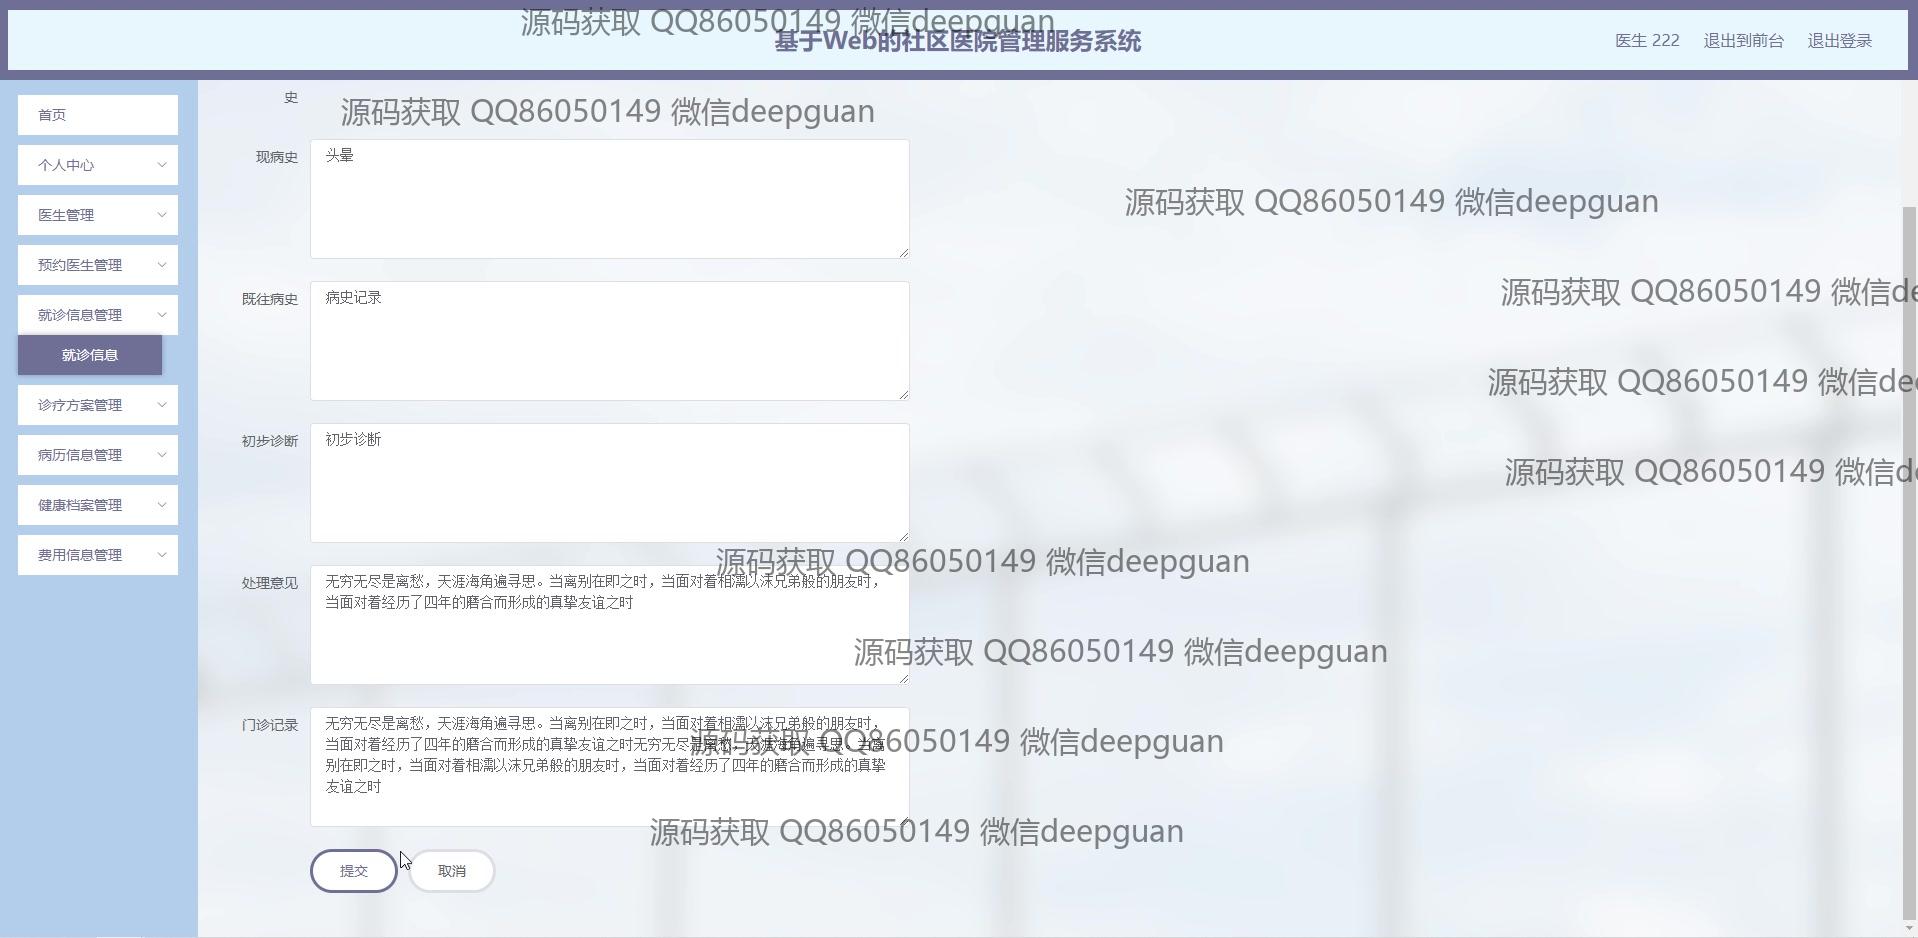 源码获取 QQ86050149 微信deepguan
基于Web的社区医院管理服务系统
医生 222 退出到前台 退出登录
首页
个人中心
医生管理
预约医生管理
就诊信息管理
就诊信息
诊疗方案管理
病历信息管理
健康档案管理
费用信息管理
史
源码获取 QQ86050149 微信deepguan
现病史
头晕
源码获取 QQ86050149 微信deepguan
源码获取 QQ86050149 微信de
既往病史
病史记录
源码获取 QQ86050149 微信dee
初步诊断
初步诊断
源码获取 QQ86050149 微信d
源码获取 QQ86050149 微信deepguan
处理意见
无穷无尽是离愁，天涯海角遍寻思。当离别在即之时，当面对着相濡以沫兄弟般的朋友时，
当面对着经历了四年的磨合而形成的真挚友谊之时
源码获取 QQ86050149 微信deepguan
门诊记录
无穷无尽是离愁，天涯海角遍寻思。当离别在即之时，当面对着相濡以沫兄弟般的朋友时，
当面对着经历了四年的磨合而形成的真挚友谊之时无穷无尽是离愁，天涯海角遍寻思。当离
别在即之时，当面对着相濡以沫兄弟般的朋友时，当面对着经历了四年的磨合而形成的真挚
友谊之时
源码获取 QQ86050149 微信deepguan
源码获取 QQ86050149 微信deepguan
提交
取消